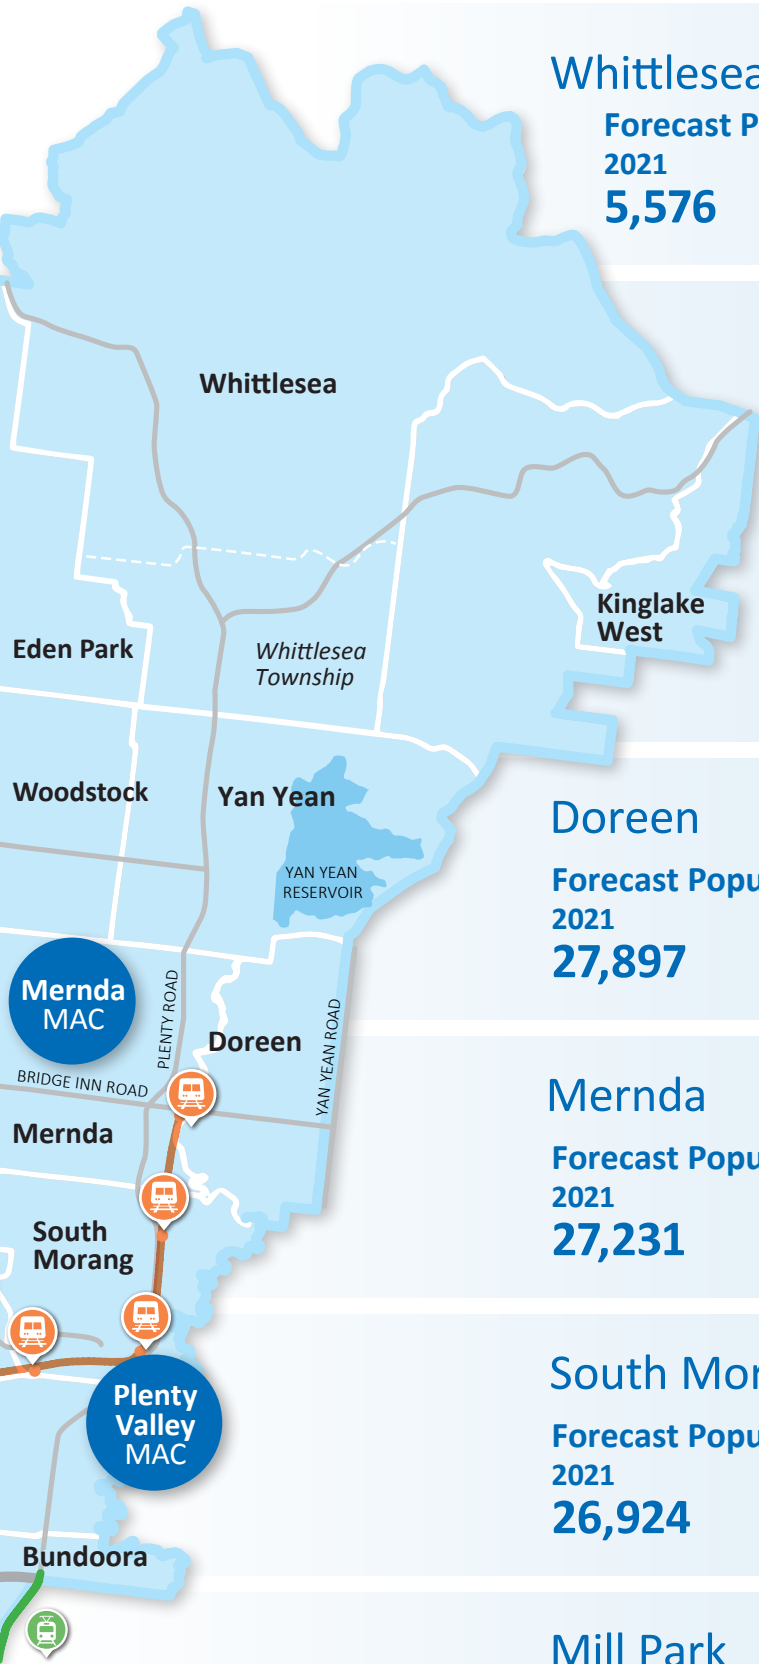 Whittlesea
Forecast P
2021
5,576
Whittlesea
Kinglake
West
Eden Park
Whittlesea
Township
Woodstock
Yan Yean
YAN YEAN
RESERVOIR
Doreen
Forecast Popu
2021
27,897
Mernda
MAC
PLENTY ROAD
Doreen
YAN YEAN ROAD
BRIDGE INN ROAD
Mernda
Mernda
Forecast Popu
2021
27,231
South
Morang
Plenty
Valley
MAC
South Mor
Forecast Popu
2021
26,924
Bundoora
Mill Park